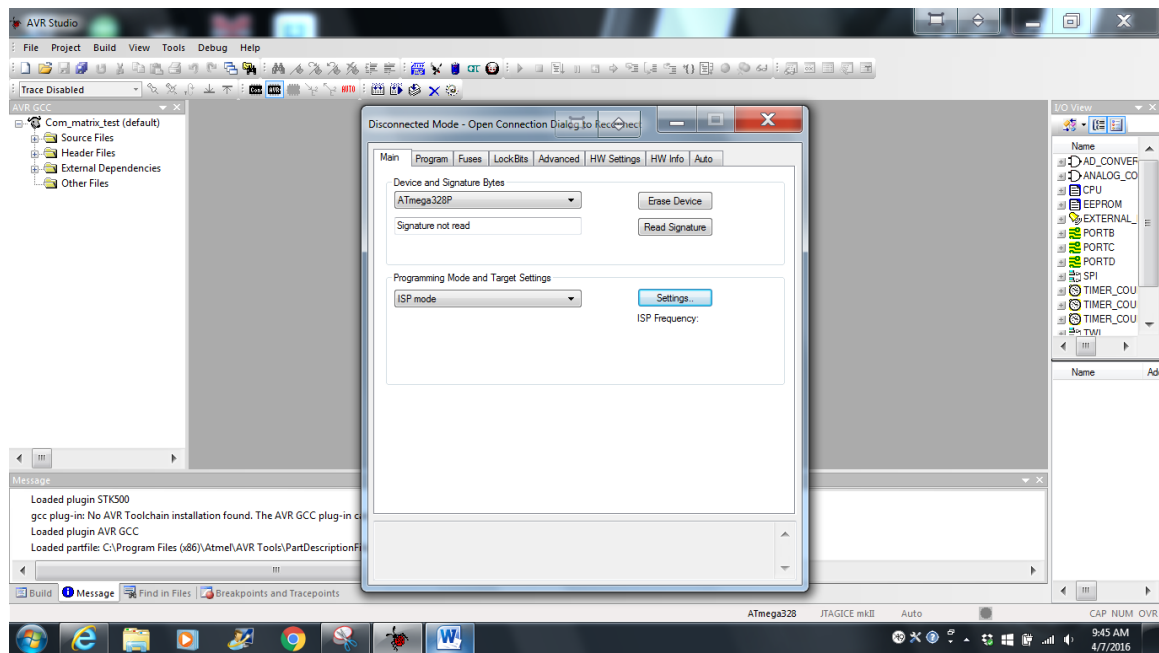 AVR Studio
File Project Build View Tools Debug Help
Trace Disabled
AVR GCC
Com_matrix_test (default)
Source Files
Header Files
External Dependencies
Other Files
Disconnected Mode - Open Connection Dialog to Reconnect
Main Program Fuses LockBits Advanced HW Settings HW Info Auto
Device and Signature Bytes
ATmega328P
Erase Device
Signature not read
Read Signature
Programming Mode and Target Settings
ISP mode
Settings..
ISP Frequency:
I/O View
Name
AD_CONVER
ANALOG_CO
CPU
EEPROM
EXTERNAL_
PORTB
PORTC
PORTD
SPI
TIMER_COU
TIMER_COU
TIMER_COU
TWI
Name Ad
Message
Loaded plugin STK500
gcc plug-in: No AVR Toolchain installation found. The AVR GCC plug-in c
Loaded plugin AVR GCC
Loaded partfile: C:\Program Files (x86)\Atmel\AVR Tools\PartDescriptionFi
Build Message Find in Files Breakpoints and Tracepoints
ATmega328 JTAGICE mkII Auto CAP NUM OVR
9:45 AM
4/7/2016